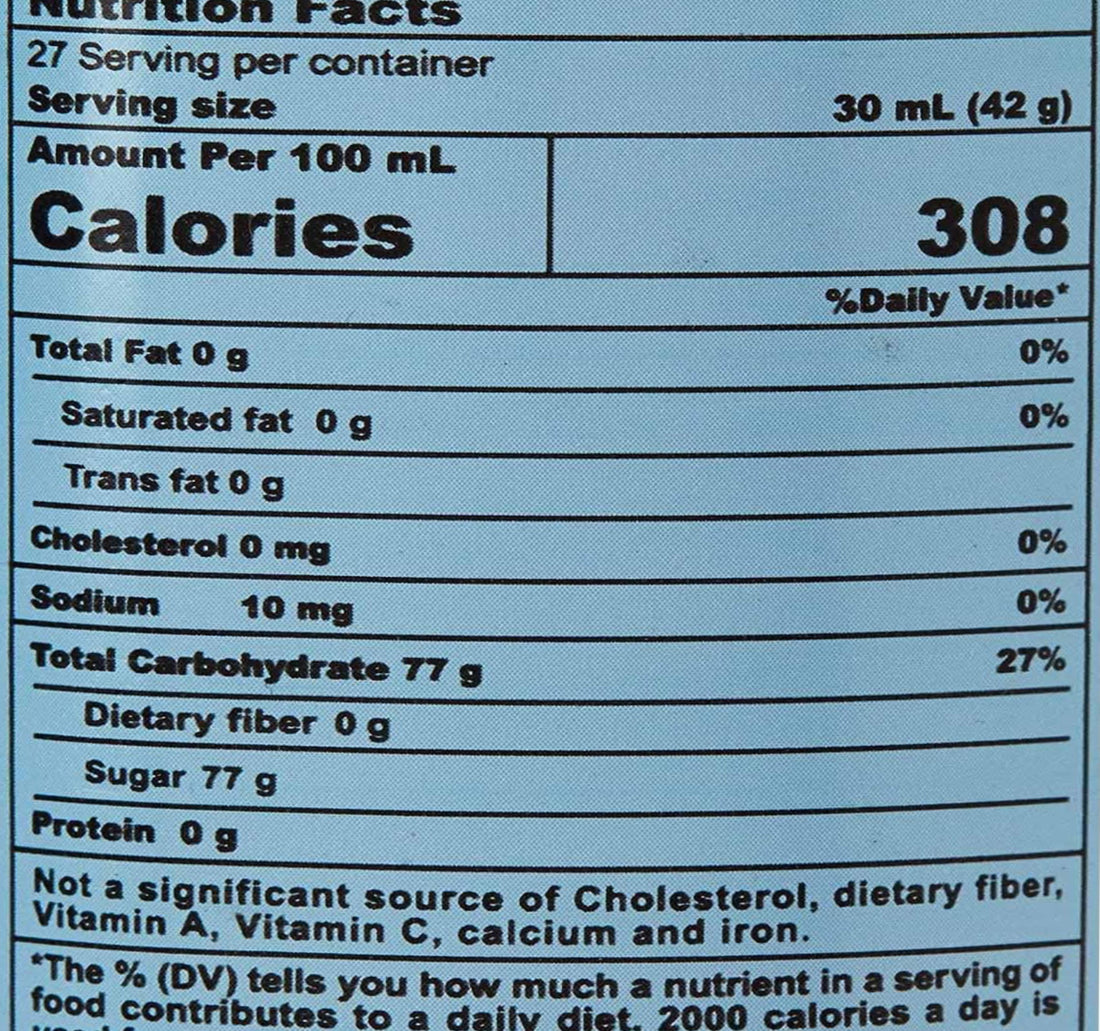 Nutrition Facts
27 Serving per container
Serving size 30 mL (42 g)
Amount Per 100 mL
Calories 308
%Daily Value*
Total Fat 0 g 0%
Saturated fat 0 g 0%
Trans fat 0 g
Cholesterol 0 mg 0%
Sodium 10 mg 0%
Total Carbohydrate 77 g 27%
Dietary fiber 0 g
Sugar 77 g
Protein 0 g
Not a significant source of Cholesterol, dietary fiber,
Vitamin A, Vitamin C, calcium and iron.
*The % (DV) tells you how much a nutrient in a serving of
food contributes to a daily diet. 2000 calories a day is